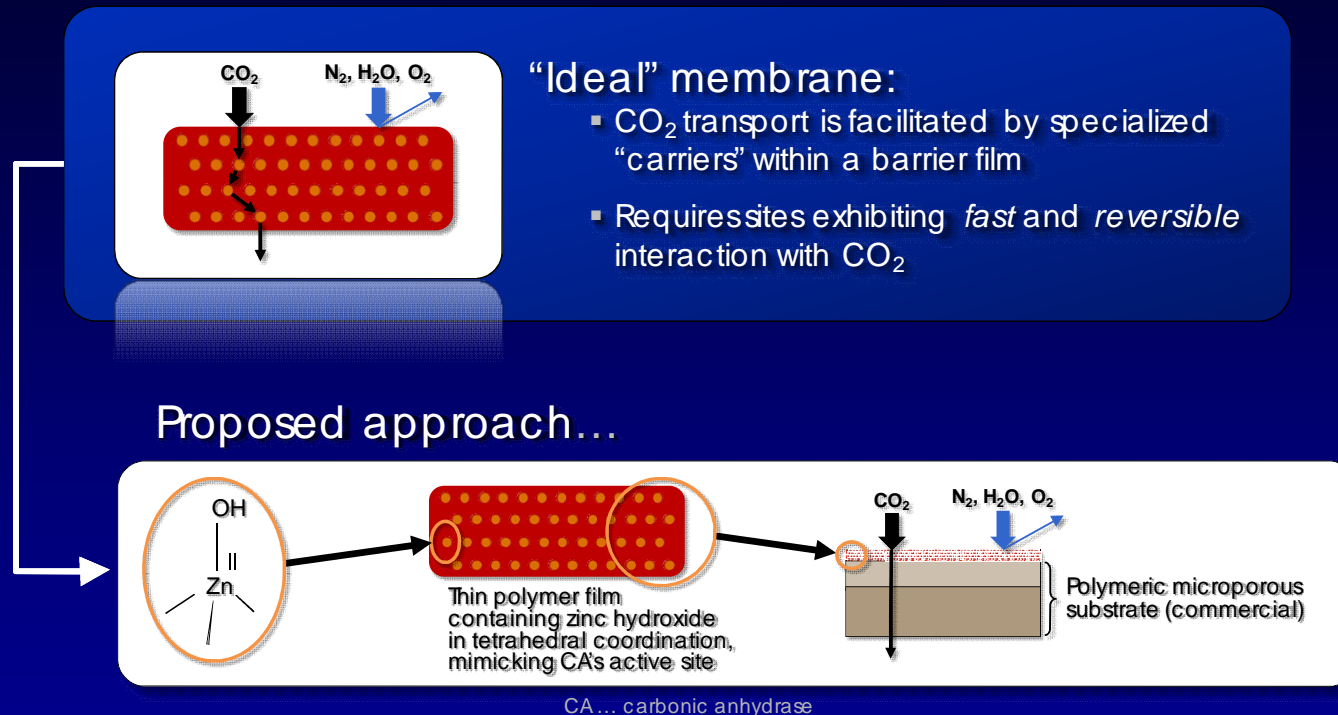 CO₂ N₂, H₂O, O₂
“Ideal” membrane:
▪ CO₂ transport is facilitated by specialized
“carriers” within a barrier film
▪ Requires sites exhibiting fast and reversible
interaction with CO₂
Proposed approach…
OH
II
Zn
Thin polymer film
containing zinc hydroxide
in tetrahedral coordination,
mimicking CA's active site
CO₂ N₂, H₂O, O₂
Polymeric microporous
substrate (commercial)
CA… carbonic anhydrase